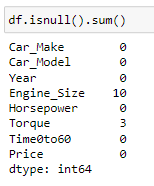 df.isnull().sum()
Car_Make 0
Car_Model 0
Year 0
Engine_Size 10
Horsepower 0
Torque 3
Time0to60 0
Price 0
dtype: int64